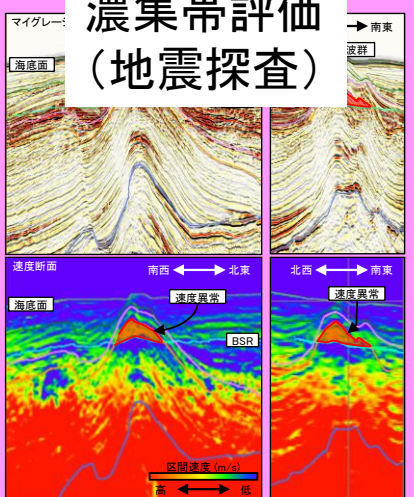 濃集帯評価
（地震探査）
マイグレーシ
南東
波群
海底面
速度断面
南西
北東
北西
南東
速度異常
速度異常
海底面
BSR
区間速度 (m/s)
高
低